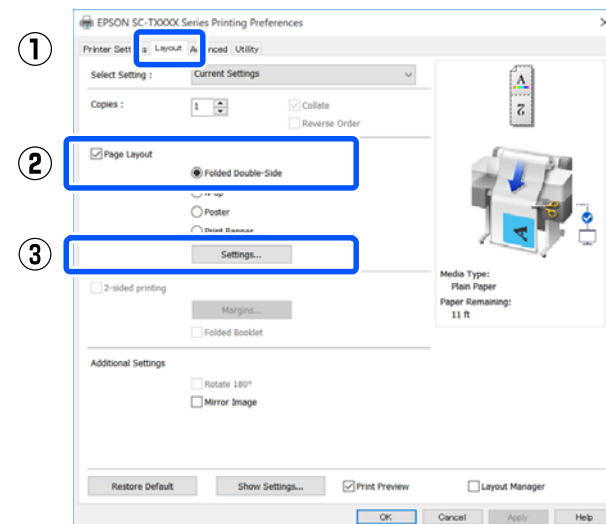 EPSON SC-TXXXX Series Printing Preferences
1
Layout
Utility
Select Setting :
Current Settings
Copies :
1
Collate
Reverse Order
2
Page Layout
Folded Double-Side
Poster
Print Banner
3
Settings...
2-sided printing
Margins...
Folded Booklet
Media Type:
Plain Paper
Paper Remaining:
11 ft
Additional Settings
Rotate 180°
Mirror Image
Restore Default
Show Settings...
Print Preview
Layout Manager
OK
Cancel
Apply
Help
A
2
A